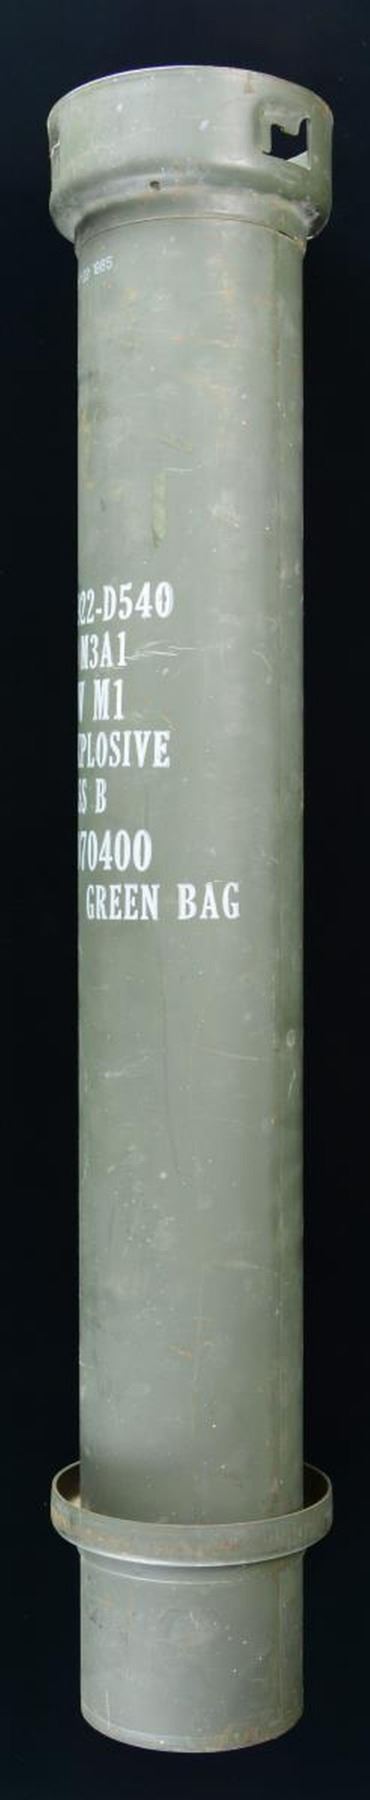 1985
22-D540
M3A1
M1
PLOSIVE
S B
70400
GREEN BAG